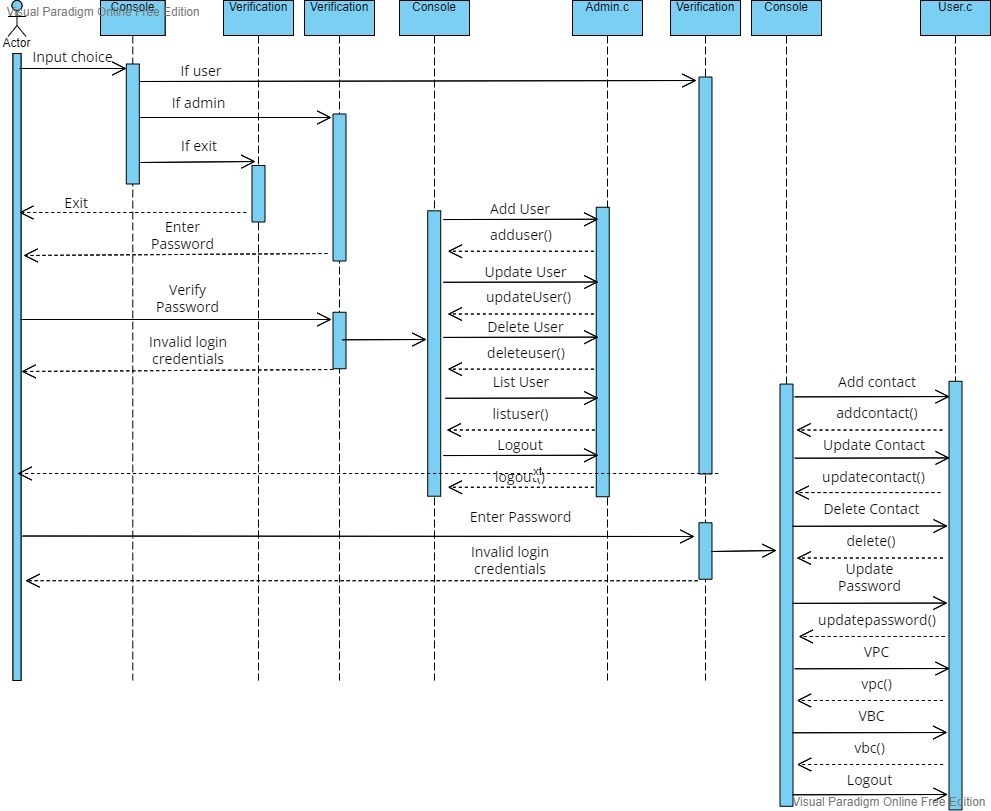 Visual Paradigm Online Free Edition
Console
Verification
Verification
Console
Admin.c
Verification
Console
User.c
Actor
Input choice
If user
If admin
If exit
Exit
Enter
Password
Verify
Password
Invalid login
credentials
Add User
adduser()
Update User
updateUser()
Delete User
deleteuser()
List User
listuser()
Logout
logout()
Enter Password
Invalid login
credentials
Add contact
addcontact()
Update Contact
updatecontact()
Delete Contact
delete()
Update
Password
updatepassword()
VPC
vpc()
VBC
vbc()
Logout
Visual Paradigm Online Free Edition